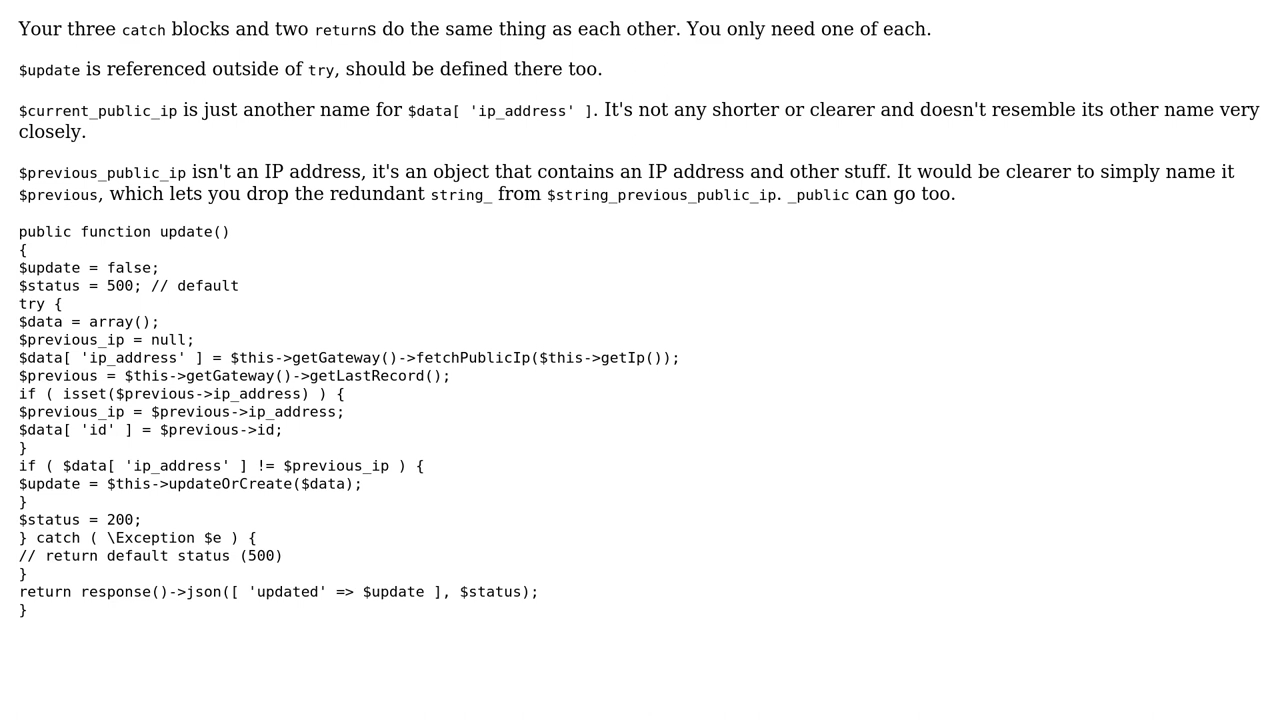 Your three catch blocks and two returns do the same thing as each other. You only need one of each.
$update is referenced outside of try, should be defined there too.
$current_public_ip is just another name for $data[ 'ip_address' ]. It's not any shorter or clearer and doesn't resemble its other name very
closely.
$previous_public_ip isn't an IP address, it's an object that contains an IP address and other stuff. It would be clearer to simply name it
$previous, which lets you drop the redundant string_ from $string_previous_public_ip. _public can go too.
public function update()
{
$update = false;
$status = 500; // default
try {
$data = array();
$previous_ip = null;
$data[ 'ip_address' ] = $this->getGateway()->fetchPublicIp($this->getIp());
$previous = $this->getGateway()->getLastRecord();
if ( isset($previous->ip_address) ) {
$previous_ip = $previous->ip_address;
$data[ 'id' ] = $previous->id;
}
if ( $data[ 'ip_address' ] != $previous_ip ) {
$update = $this->updateOrCreate($data);
}
$status = 200;
} catch ( \Exception $e ) {
// return default status (500)
}
return response()->json([ 'updated' => $update ], $status);
}